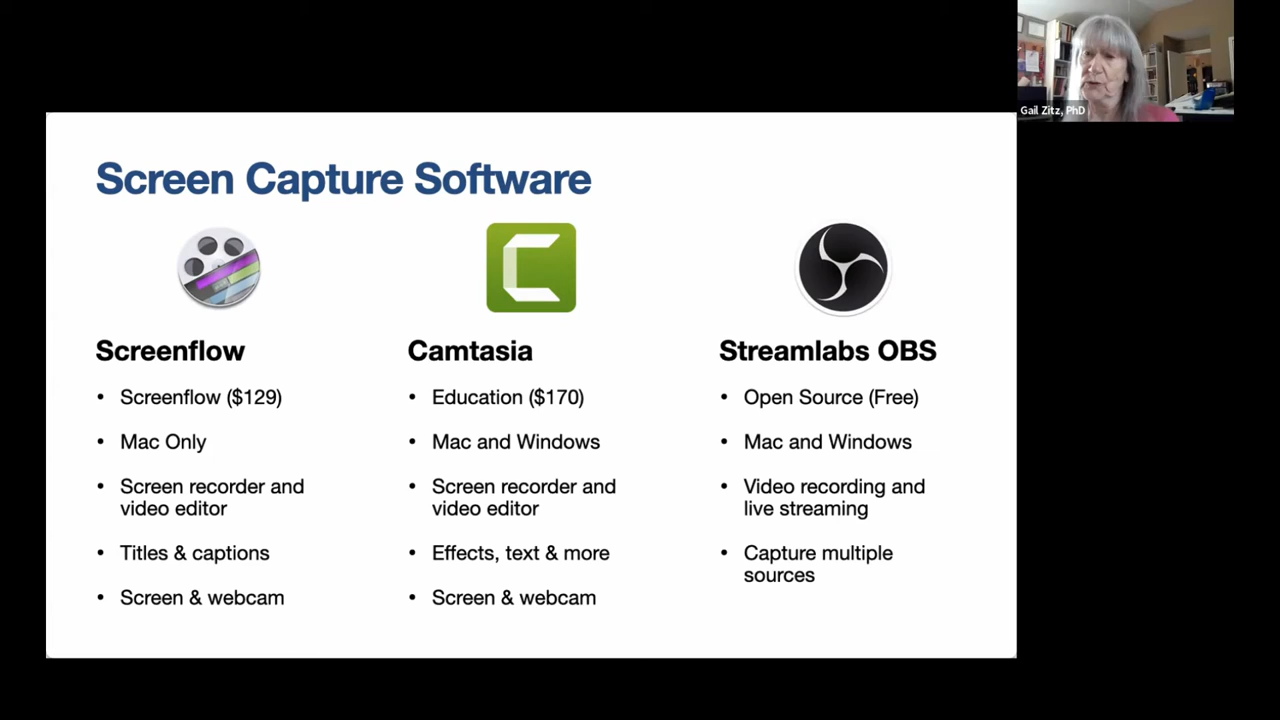 Gail Zitz, PhD
Screen Capture Software
Screenflow
• Screenflow ($129)
• Mac Only
• Screen recorder and
video editor
• Titles & captions
• Screen & webcam
Camtasia
• Education ($170)
• Mac and Windows
• Screen recorder and
video editor
• Effects, text & more
• Screen & webcam
Streamlabs OBS
• Open Source (Free)
• Mac and Windows
• Video recording and
live streaming
• Capture multiple
sources